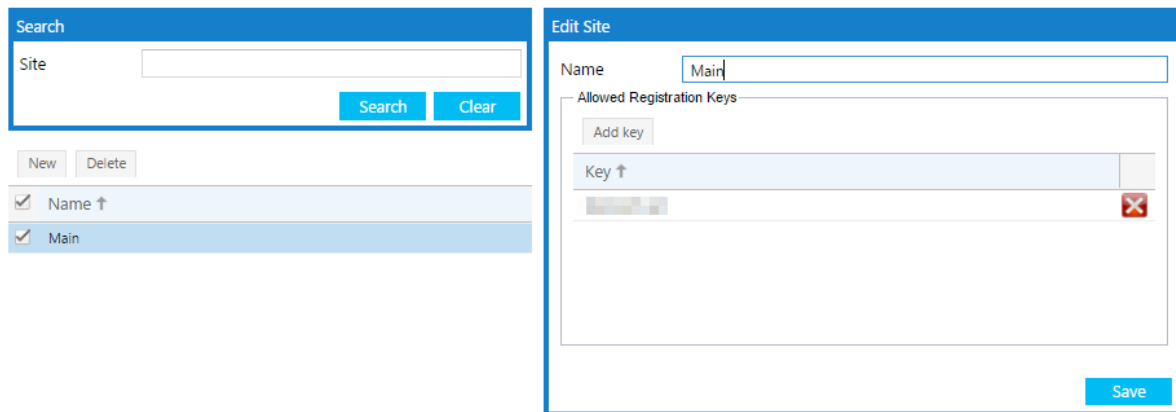 Search
Site
Search Clear
New Delete
Name
Main
Edit Site
Name Main
Allowed Registration Keys
Add key
Key
Save